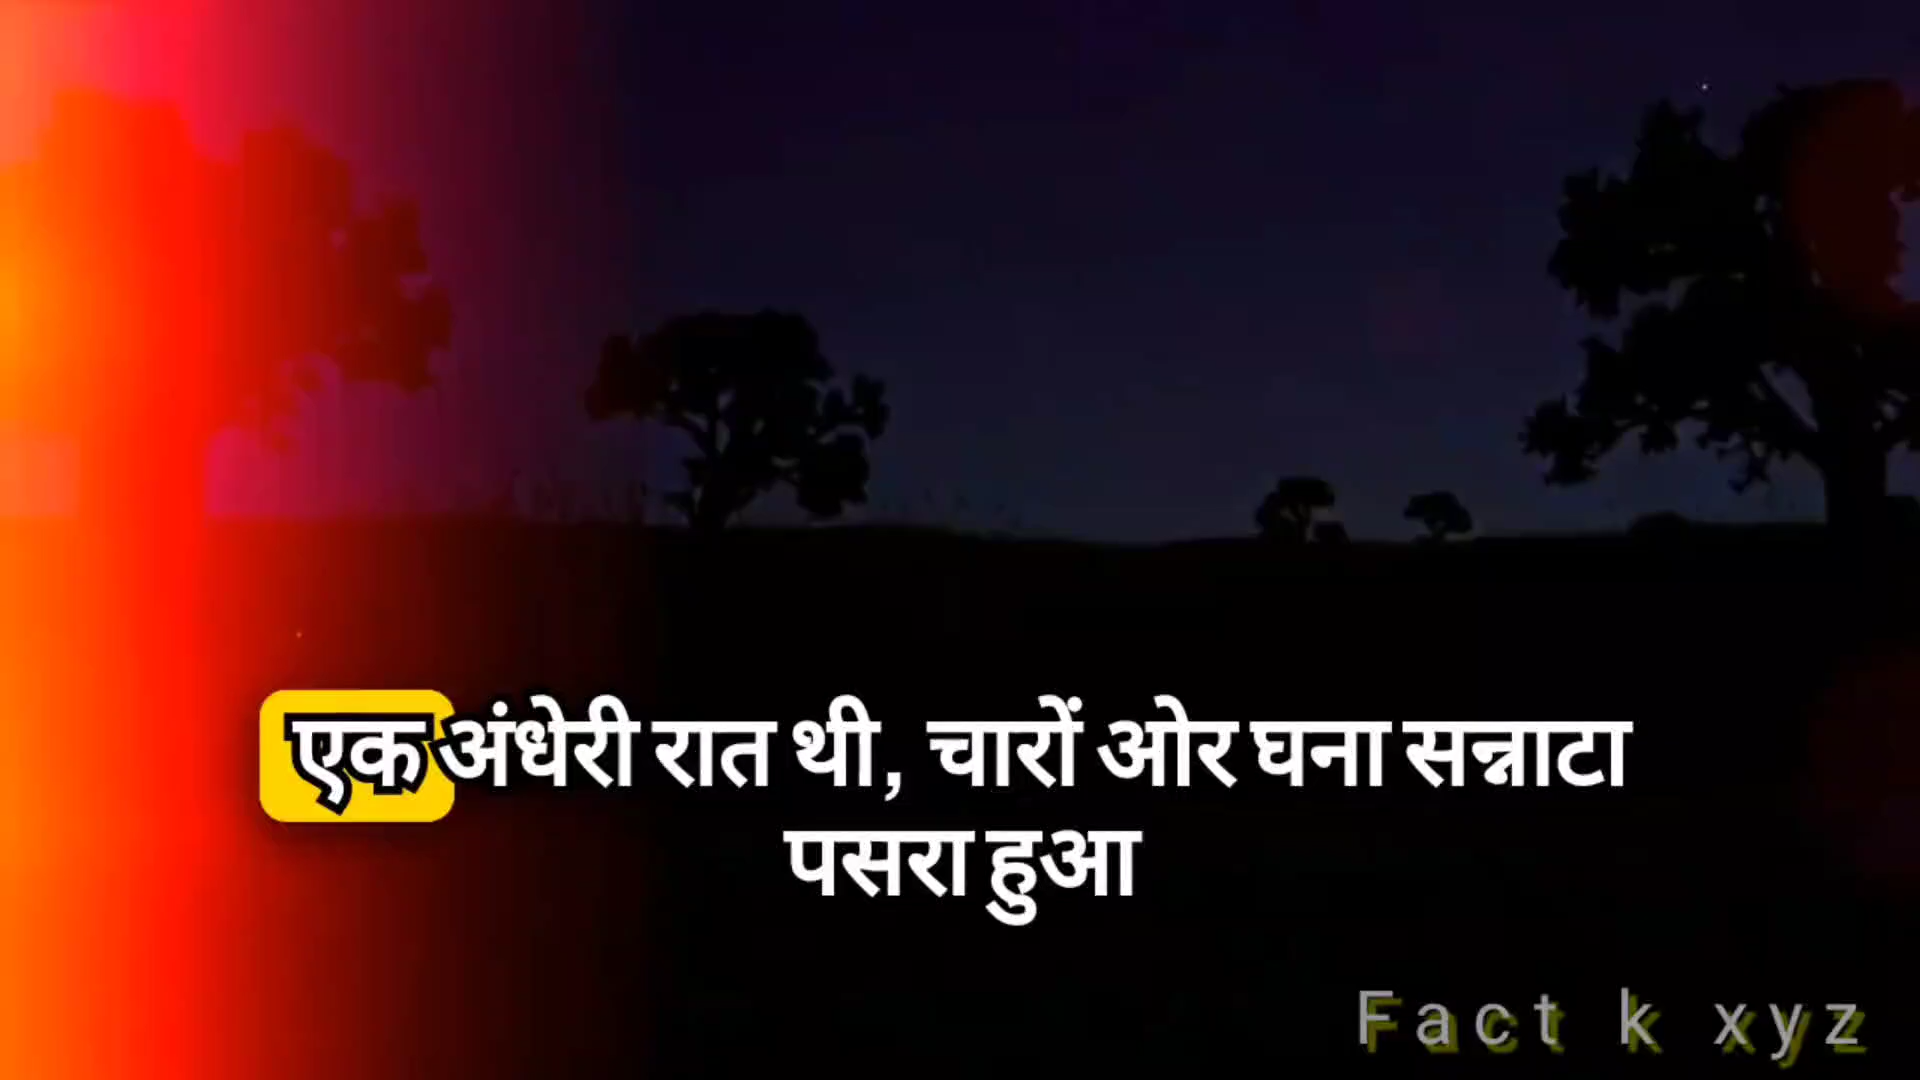 एक अंधेरी रात थी, चारों ओर घना सन्नाटा
पसरा हुआ
Fact k xyz